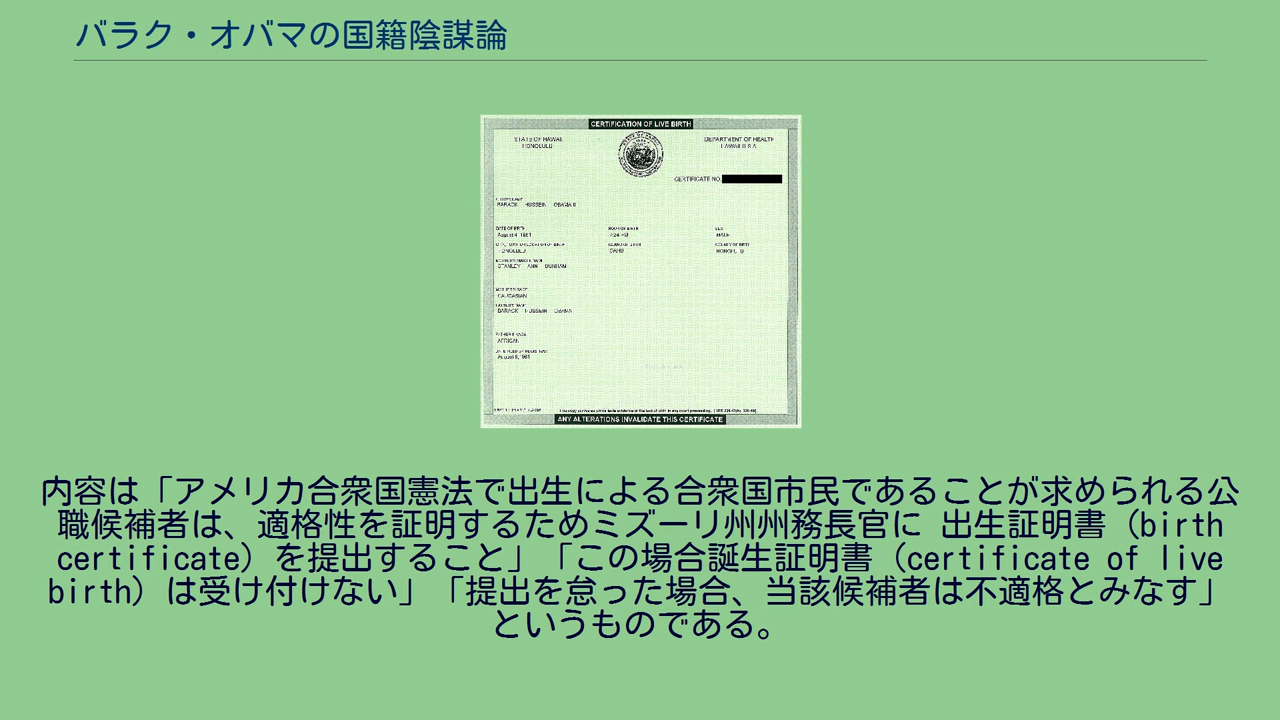 バラク・オバマの国籍陰謀論
CERTIFICATION OF LIVE BIRTH
STATE OF HAWAII
HONOLULU
DEPARTMENT OF HEALTH
CERTIFICATE NO.
BARACK HUSSEIN OBAMA II
DATE OF BIRTH
August 4, 1961
HONOLULU
OAHU
HONOLULU
STANLEY ANN DUNHAM
CAUCASIAN
BARACK HUSSEIN OBAMA
AFRICAN
August 8, 1961
ANY ALTERATIONS INVALIDATE THIS CERTIFICATE
内容は「アメリカ合衆国憲法で出生による合衆国市民であることが求められる公
職候補者は、適格性を証明するためミズーリ州州務長官に 出生証明書（birth
certificate）を提出すること」「この場合誕生証明書（certificate of live
birth）は受け付けない」「提出を怠った場合、当該候補者は不適格とみなす」
というものである。